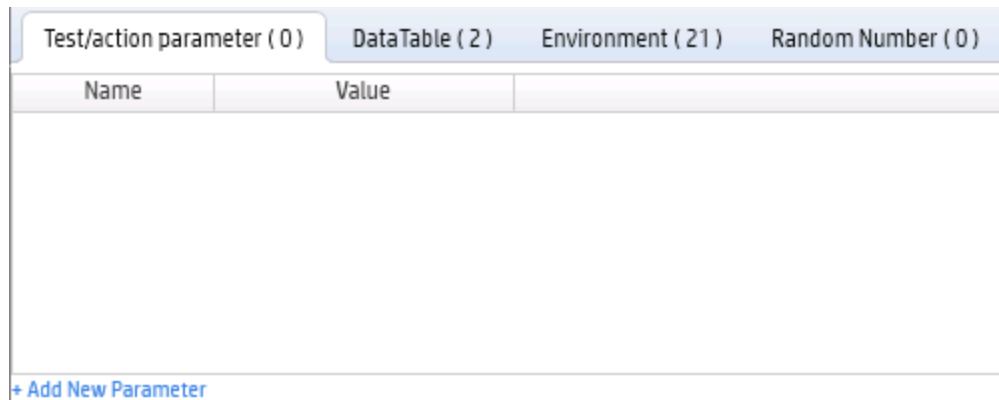 Test/action parameter ( 0 ) DataTable ( 2 ) Environment ( 21 ) Random Number ( 0 )
Name Value
+ Add New Parameter